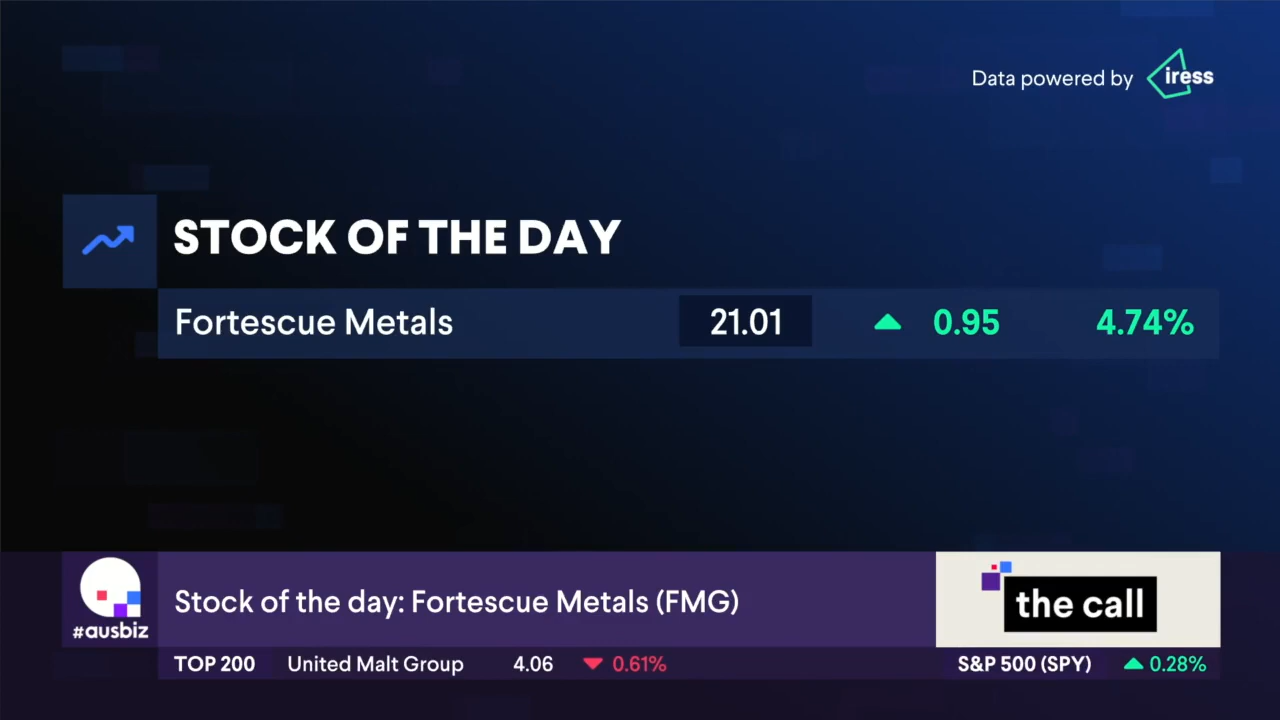 Data powered by iress
STOCK OF THE DAY
Fortescue Metals 21.01 0.95 4.74%
Stock of the day: Fortescue Metals (FMG)
#ausbiz
the call
TOP 200 United Malt Group 4.06 0.61% S&P 500 (SPY) 0.28%